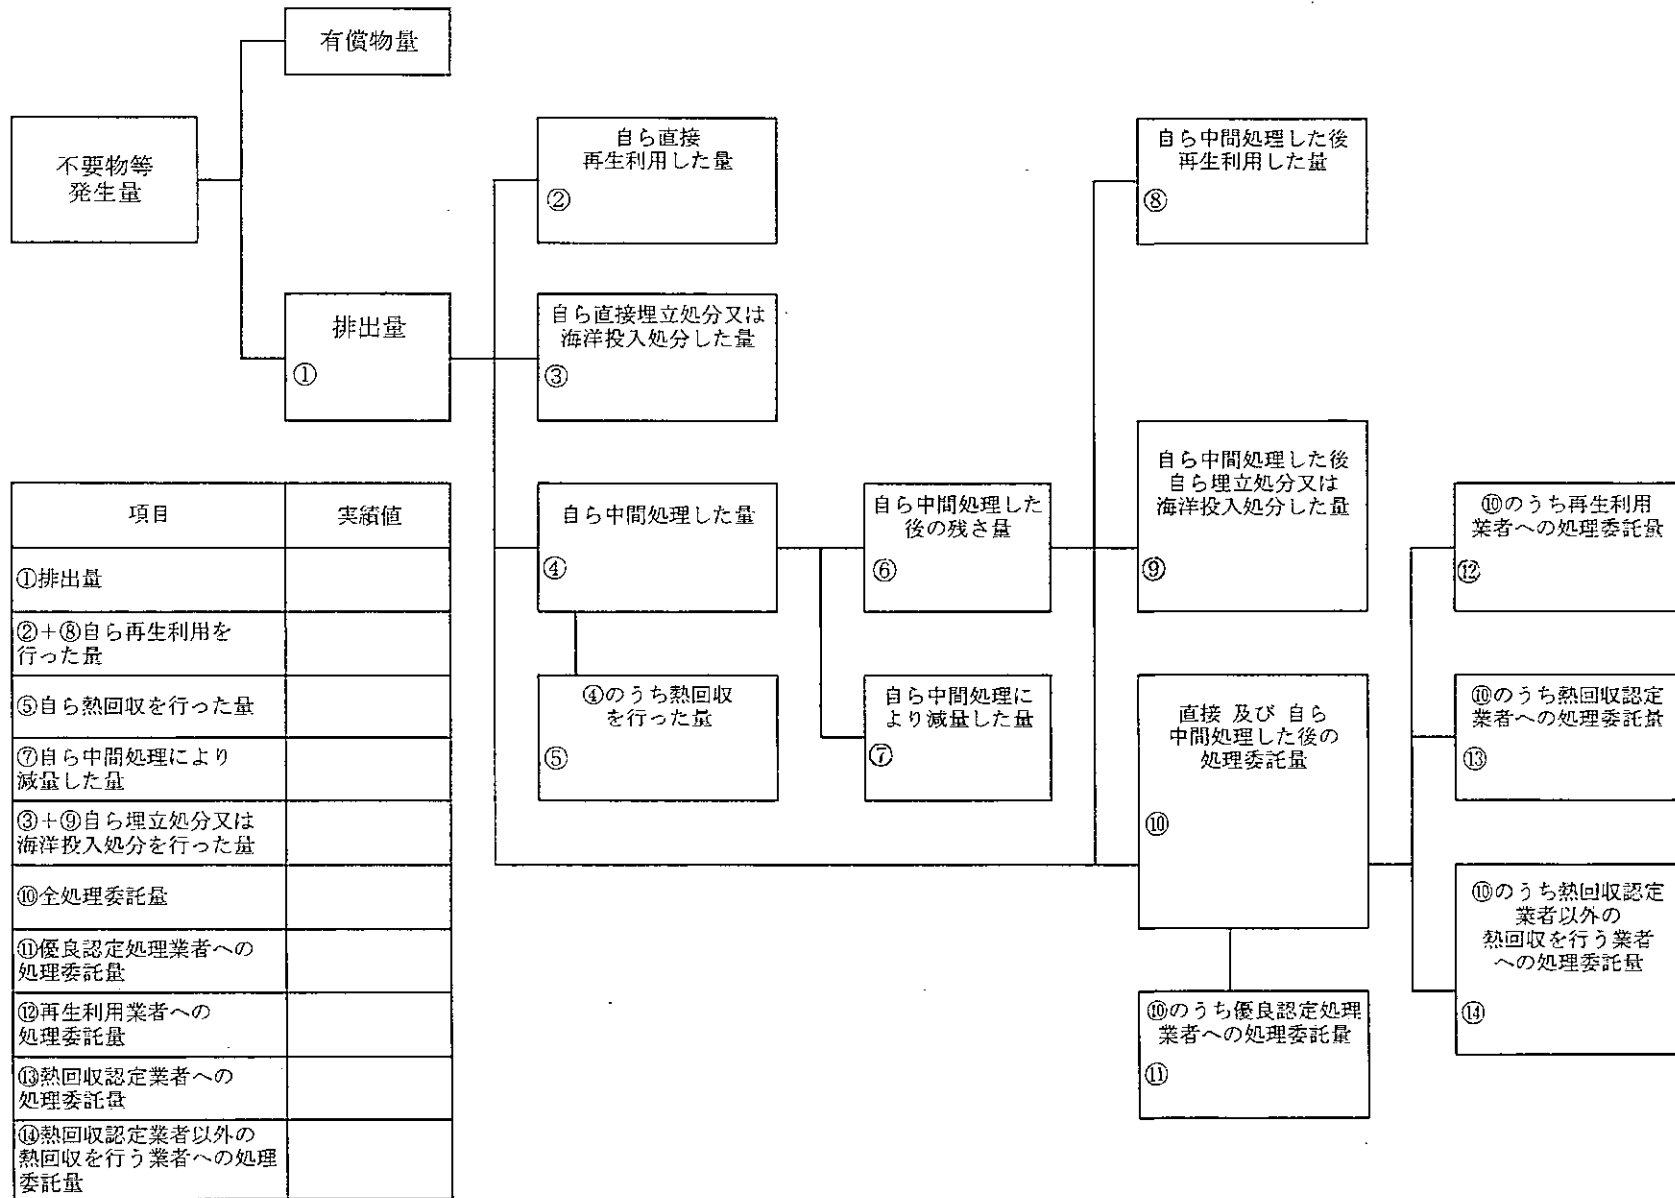 有償物量
不要物等
発生量
排出量
①
自ら直接
再生利用した量
②
自ら直接埋立処分又は
海洋投入処分した量
③
自ら中間処理した量
④
④のうち熱回収
を行った量
⑤
自ら中間処理した
後の残さ量
⑥
自ら中間処理に
より減量した量
⑦
自ら中間処理した後
再生利用した量
⑧
自ら中間処理した後
自ら埋立処分又は
海洋投入処分した量
⑨
直接 及び 自ら
中間処理した後の
処理委託量
⑩
⑩のうち優良認定処理
業者への処理委託量
⑪
⑩のうち再生利用
業者への処理委託量
⑫
⑩のうち熱回収認定
業者への処理委託量
⑬
⑩のうち熱回収認定
業者以外の
熱回収を行う業者
への処理委託量
⑭
項目 実績値
①排出量
②+⑧自ら再生利用を
行った量
⑤自ら熱回収を行った量
⑦自ら中間処理により
減量した量
③+⑨自ら埋立処分又は
海洋投入処分を行った量
⑩全処理委託量
⑪優良認定処理業者への
処理委託量
⑫再生利用業者への
処理委託量
⑬熱回収認定業者への
処理委託量
⑭熱回収認定業者以外の
熱回収を行う業者への処理
委託量